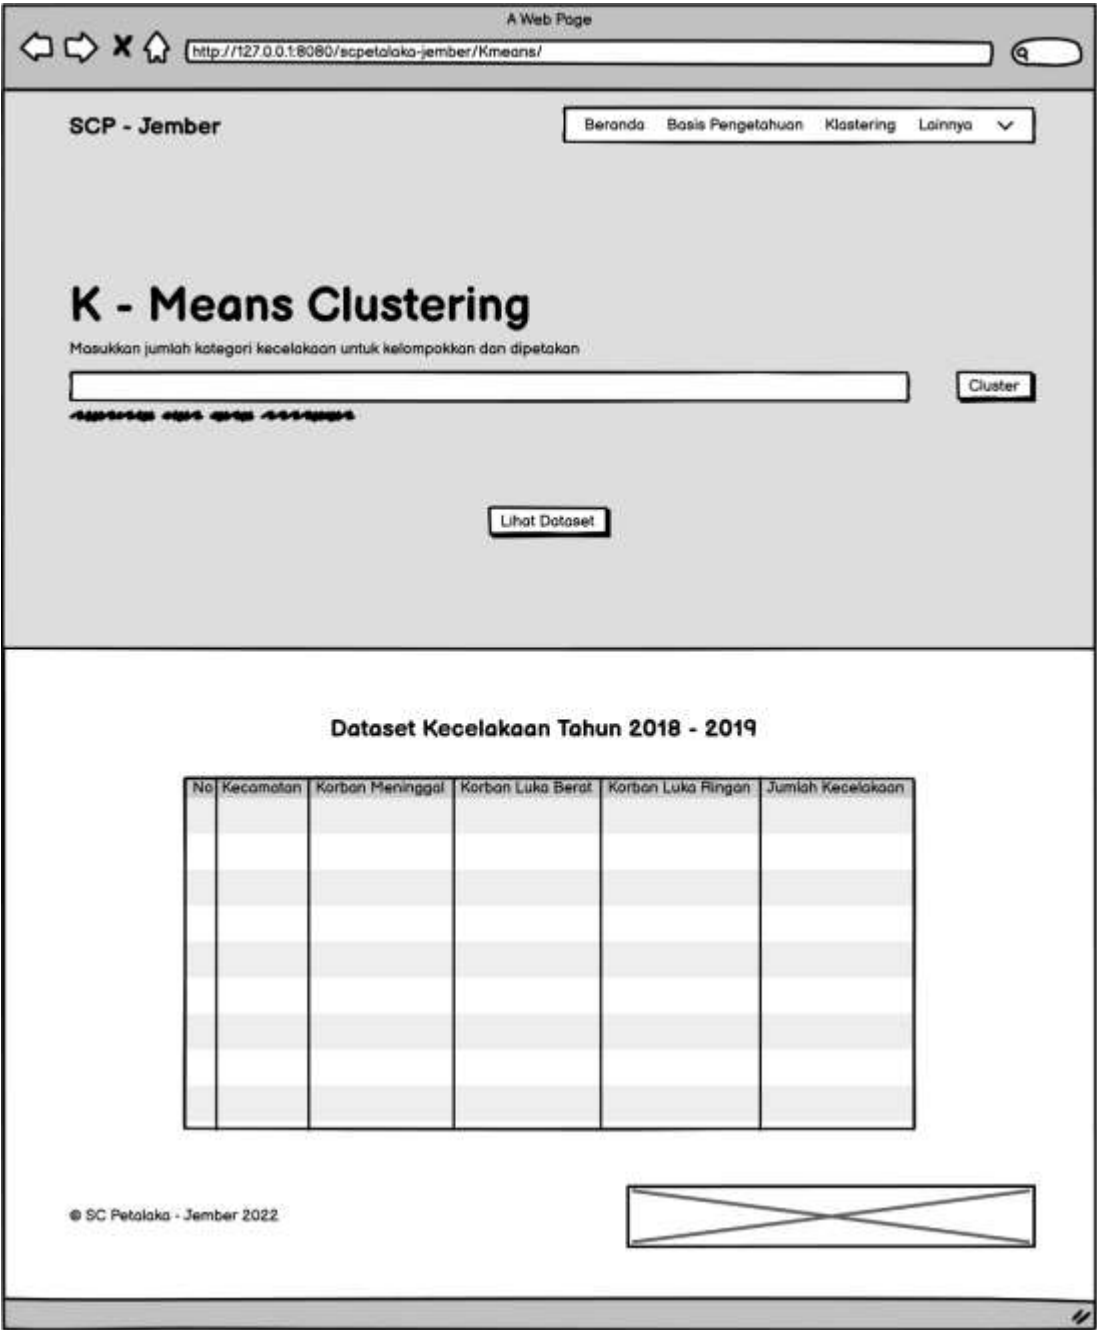 A Web Page
http://127.0.0.1:8080/scpetalaka-jember/Kmeans/
SCP - Jember
Beranda Basis Pengetahuan Klastering Lainnya
K - Means Clustering
Masukkan jumlah kategori kecelakaan untuk kelompokkan dan dipetakan
Cluster
Lihat Dataset
Dataset Kecelakaan Tahun 2018 - 2019
No Kecamatan Korban Meninggal Korban Luka Berat Korban Luka Ringan Jumlah Kecelakaan
© SC Petalaka - Jember 2022